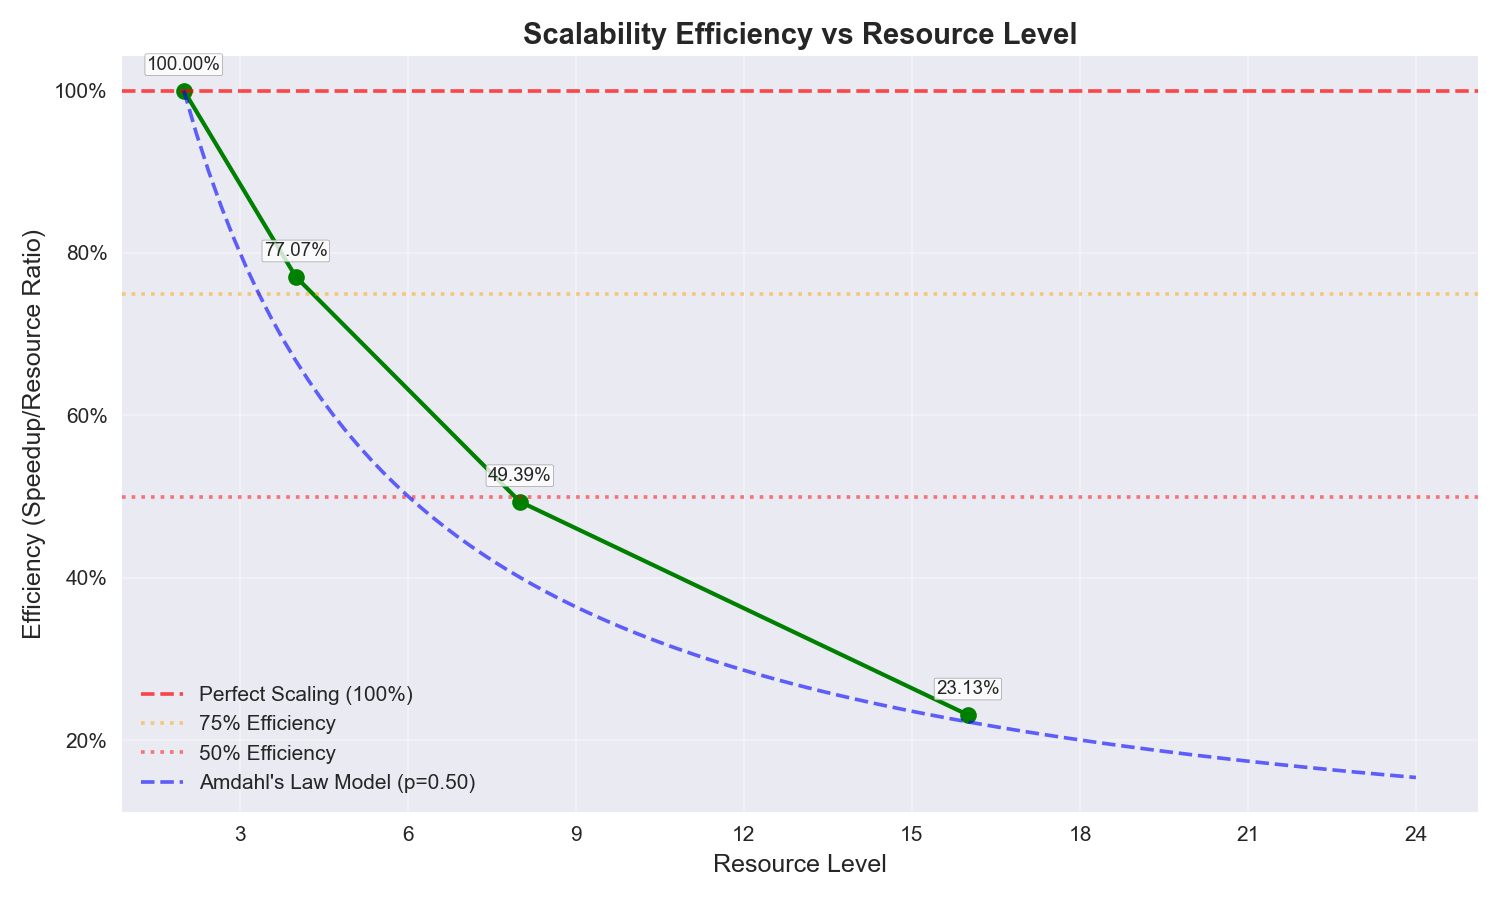 Scalability Efficiency vs Resource Level
100.00%
100%
77.07%
80%
49.39%
60%
40%
23.13%
20%
Efficiency (Speedup/Resource Ratio)
Perfect Scaling (100%)
75% Efficiency
50% Efficiency
Amdahl's Law Model (p=0.50)
3 6 9 12 15 18 21 24
Resource Level